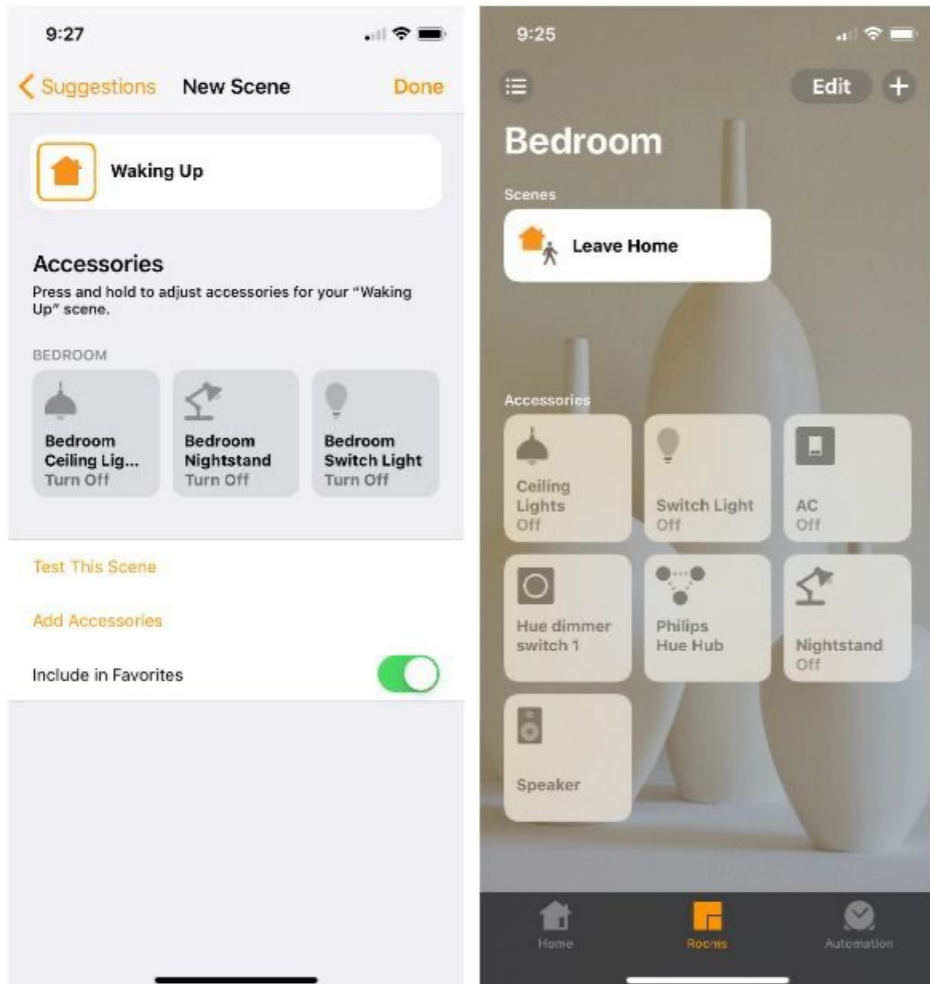 9:27
Suggestions New Scene Done
Waking Up
Accessories
Press and hold to adjust accessories for your “Waking
Up” scene.
BEDROOM
Bedroom
Ceiling Lig...
Turn Off
Bedroom
Nightstand
Turn Off
Bedroom
Switch Light
Turn Off
Test This Scene
Add Accessories
Include in Favorites
9:25
Edit +
Bedroom
Scenes
Leave Home
Accessories
Ceiling
Lights
Off
Switch Light
Off
AC
Off
Hue dimmer
switch 1
Philips
Hue Hub
Nightstand
Off
Speaker
Home Rooms Automation